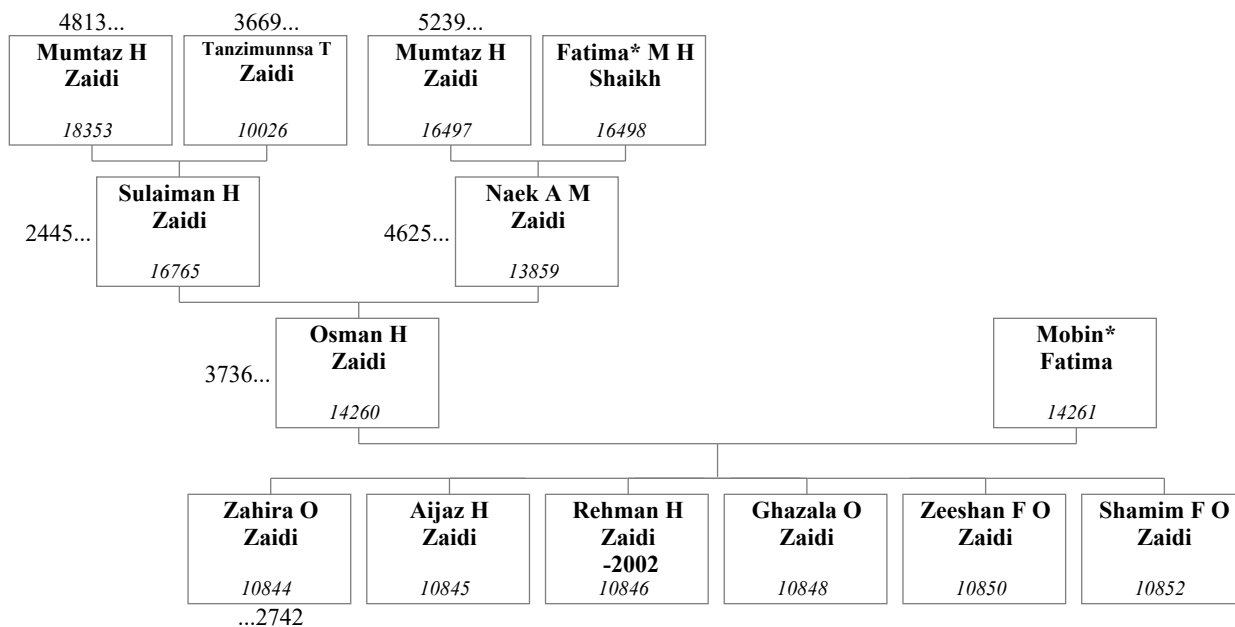 4813...
3669...
5239...
Mumtaz H
Zaidi
18353
Tanzimunnsa T
Zaidi
10026
Mumtaz H
Zaidi
16497
Fatima* M H
Shaikh
16498
2445...
Sulaiman H
Zaidi
16765
4625...
Naek A M
Zaidi
13859
3736...
Osman H
Zaidi
14260
Mobin*
Fatima
14261
Zahira O
Zaidi
10844
...2742
Aijaz H
Zaidi
10845
Rehman H
Zaidi
-2002
10846
Ghazala O
Zaidi
10848
Zeeshan F O
Zaidi
10850
Shamim F O
Zaidi
10852